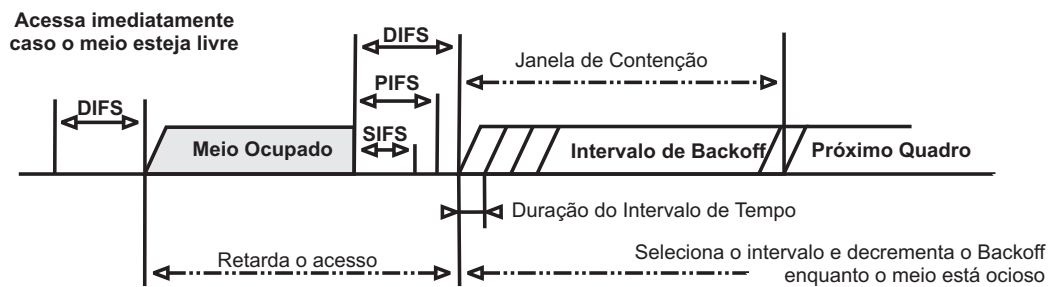 Acessa imediatamente
caso o meio esteja livre
DIFS
DIFS
PIFS
SIFS
Janela de Contenção
Meio Ocupado
Intervalo de Backoff
Próximo Quadro
Duração do Intervalo de Tempo
Retarda o acesso
Seleciona o intervalo e decrementa o Backoff
enquanto o meio está ocioso